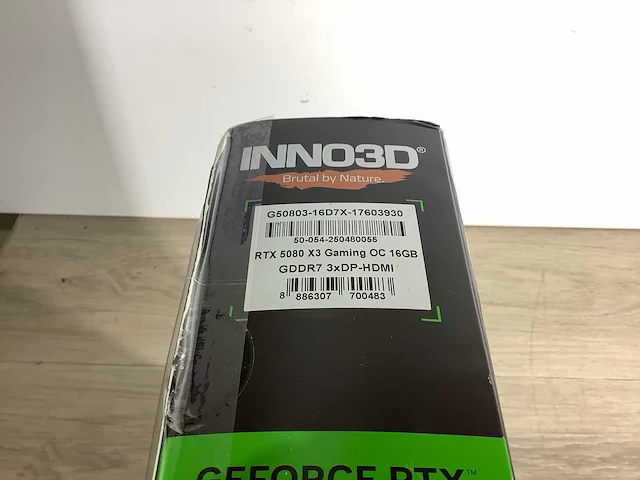 INNO3D®
Brutal by Nature.
G50803-16D7X-17603930
50-054-250480055
RTX 5080 X3 Gaming OC 16GB
GDDR7 3xDP-HDMI
8 886307 700483
GEFORCE RTX™